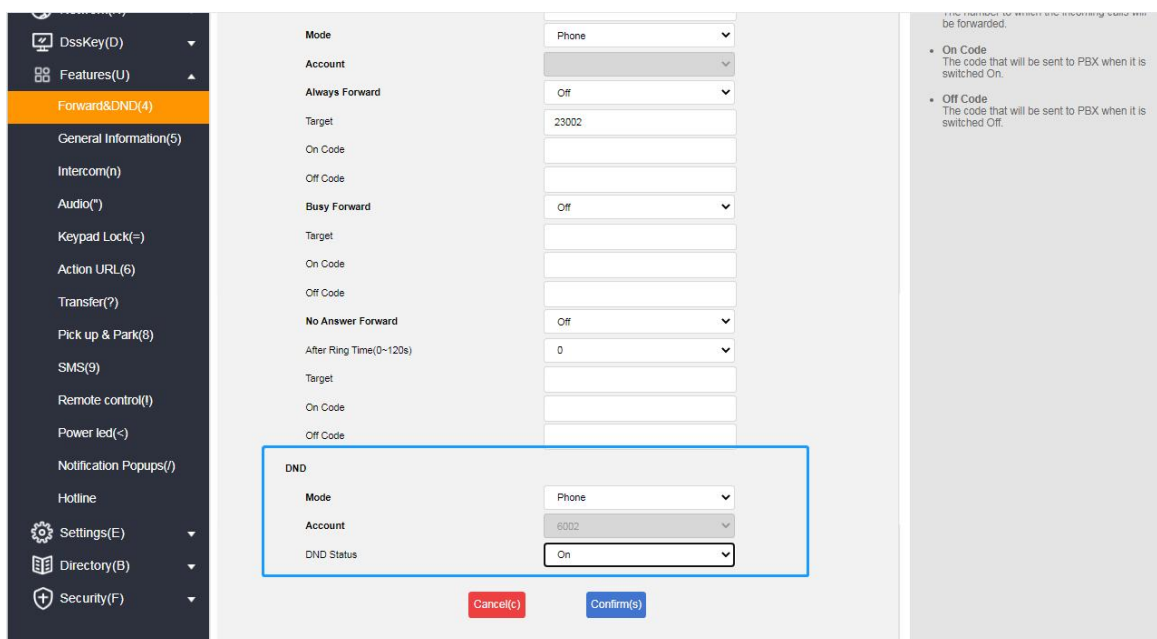 DssKey(D)
Features(U)
Forward&DND(4)
General Information(5)
Intercom(n)
Audio(")
Keypad Lock(=)
Action URL(6)
Transfer(?)
Pick up & Park(8)
SMS(9)
Remote control(!)
Power led(<)
Notification Popups(/)
Hotline
Settings(E)
Directory(B)
Security(F)
Mode Phone
Account
Always Forward Off
Target 23002
On Code
Off Code
Busy Forward Off
Target
On Code
Off Code
No Answer Forward Off
After Ring Time(0~120s) 0
Target
On Code
Off Code
DND
Mode Phone
Account 6002
DND Status On
Cancel(c) Confirm(s)
be forwarded.
On Code
The code that will be sent to PBX when it is
switched On.
Off Code
The code that will be sent to PBX when it is
switched Off.